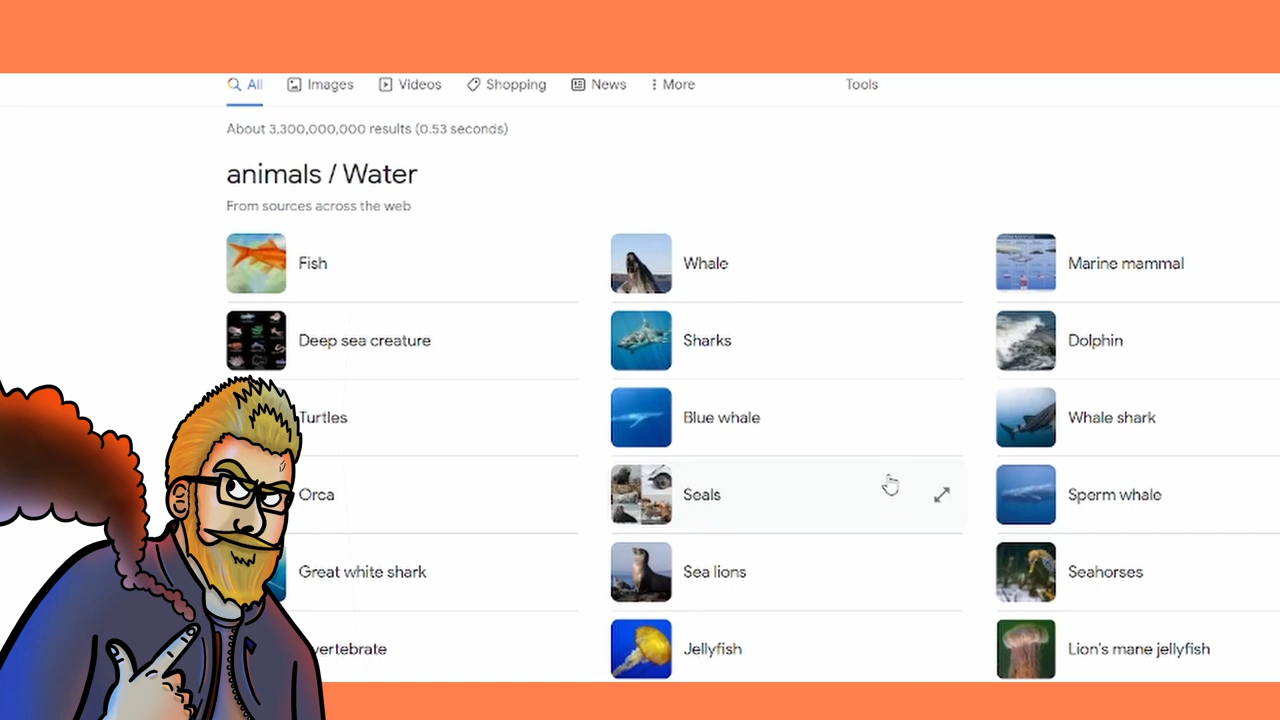 All Images Videos Shopping News More Tools
About 3,300,000,000 results (0.53 seconds)
animals / Water
From sources across the web
Fish Whale Marine mammal
Deep sea creature Sharks Dolphin
Turtles Blue whale Whale shark
Orca Seals Sperm whale
Great white shark Sea lions Seahorses
vertebrate Jellyfish Lion's mane jellyfish